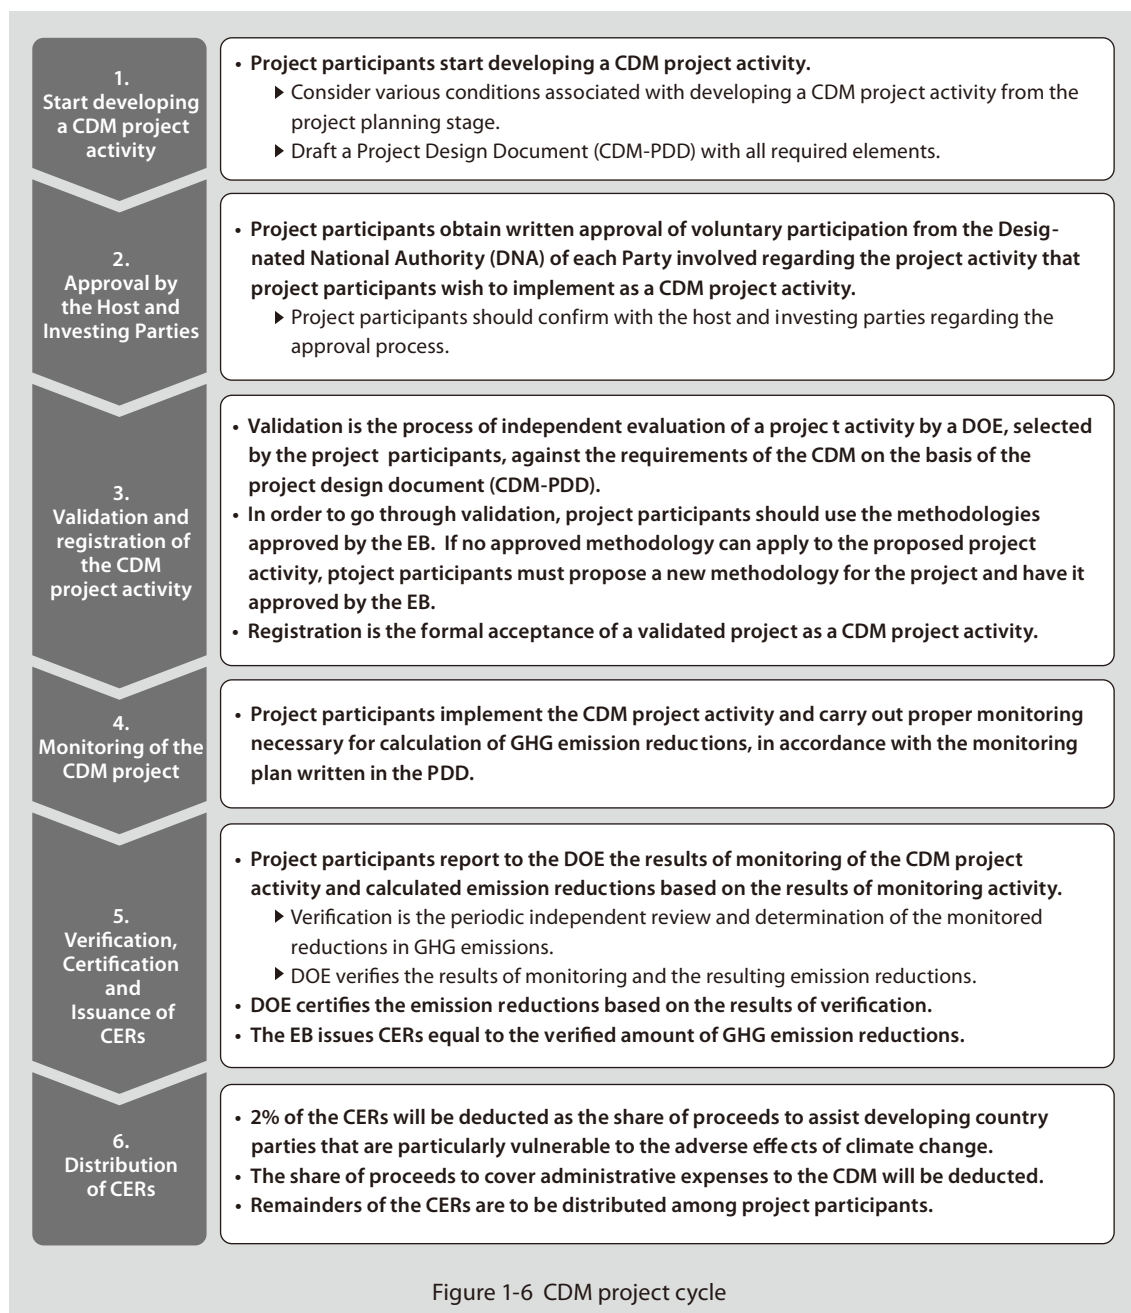 1.
Start developing
a CDM project
activity
• Project participants start developing a CDM project activity.
Consider various conditions associated with developing a CDM project activity from the
project planning stage.
Draft a Project Design Document (CDM-PDD) with all required elements.
2.
Approval by
the Host and
Investing Parties
• Project participants obtain written approval of voluntary participation from the Desig-
nated National Authority (DNA) of each Party involved regarding the project activity that
project participants wish to implement as a CDM project activity.
Project participants should confirm with the host and investing parties regarding the
approval process.
3.
Validation and
registration of
the CDM
project activity
• Validation is the process of independent evaluation of a projec t activity by a DOE, selected
by the project participants, against the requirements of the CDM on the basis of the
project design document (CDM-PDD).
• In order to go through validation, project participants should use the methodologies
approved by the EB. If no approved methodology can apply to the proposed project
activity, ptoject participants must propose a new methodology for the project and have it
approved by the EB.
• Registration is the formal acceptance of a validated project as a CDM project activity.
4.
Monitoring of the
CDM project
• Project participants implement the CDM project activity and carry out proper monitoring
necessary for calculation of GHG emission reductions, in accordance with the monitoring
plan written in the PDD.
5.
Verification,
Certification
and
Issuance of
CERs
• Project participants report to the DOE the results of monitoring of the CDM project
activity and calculated emission reductions based on the results of monitoring activity.
Verification is the periodic independent review and determination of the monitored
reductions in GHG emissions.
DOE verifies the results of monitoring and the resulting emission reductions.
• DOE certifies the emission reductions based on the results of verification.
• The EB issues CERs equal to the verified amount of GHG emission reductions.
6.
Distribution
of CERs
• 2% of the CERs will be deducted as the share of proceeds to assist developing country
parties that are particularly vulnerable to the adverse effects of climate change.
• The share of proceeds to cover administrative expenses to the CDM will be deducted.
• Remainders of the CERs are to be distributed among project participants.
Figure 1-6 CDM project cycle